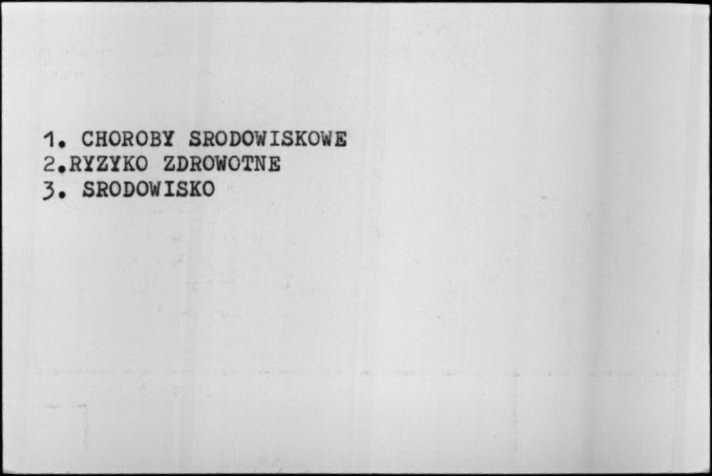 1. CHOROBY SRODOWISKOWE
2.RYZYKO ZDROWOTNE
3. SRODOWISKO